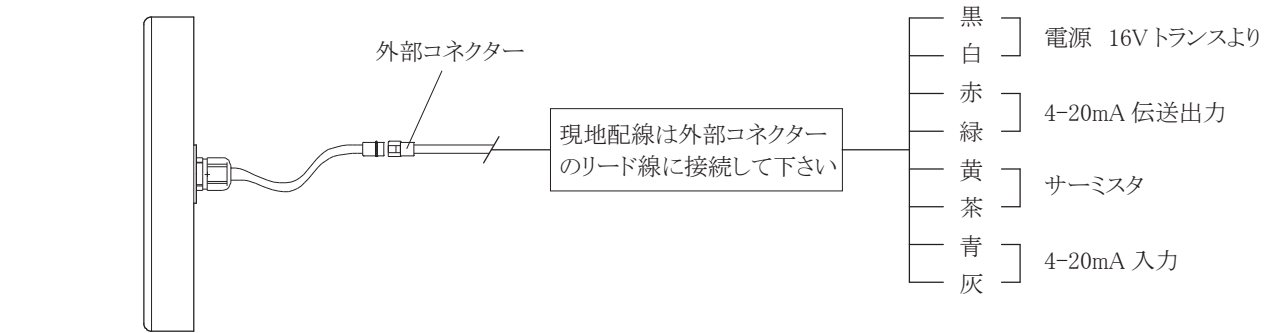 外部コネクター
現地配線は外部コネクター
のリード線に接続して下さい
黒
白
電源 16Vトランスより
赤
緑
4-20mA 伝送出力
黄
茶
サーミスタ
青
灰
4-20mA 入力